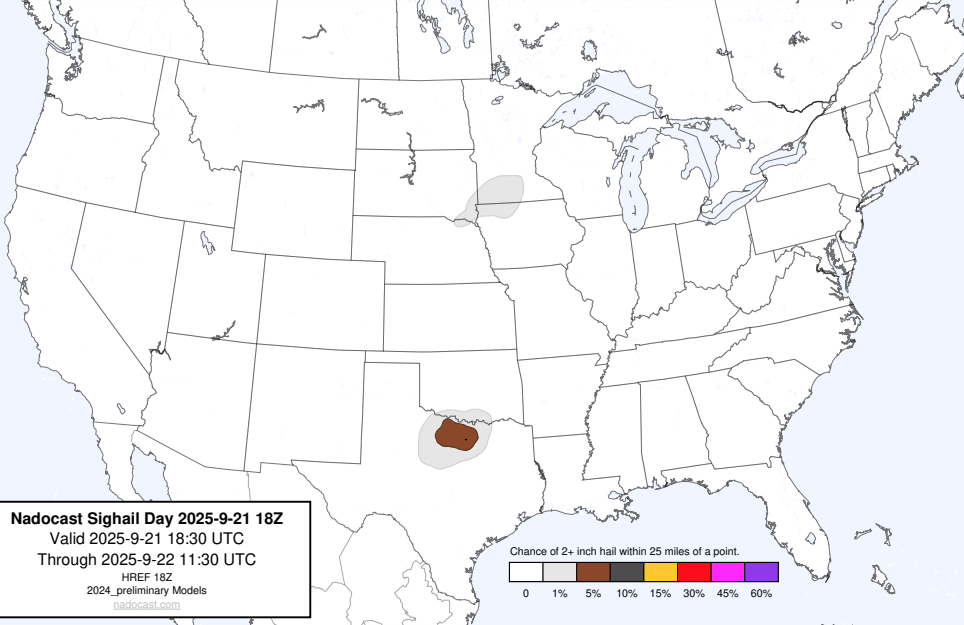 Nadocast Sighail Day 2025-9-21 18Z
Valid 2025-9-21 18:30 UTC
Through 2025-9-22 11:30 UTC
HREF 18Z
2024_preliminary Models
nadocast.com
Chance of 2+ inch hail within 25 miles of a point.
0 1% 5% 10% 15% 30% 45% 60%